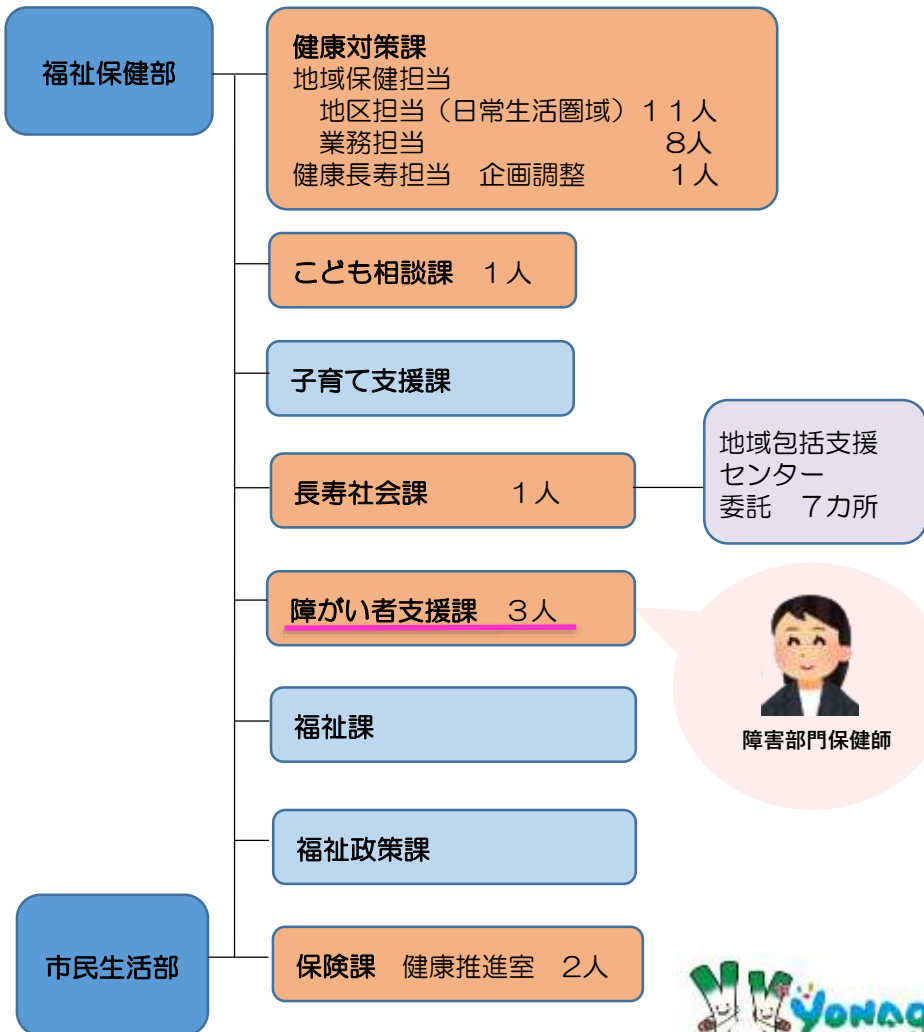 福祉保健部
健康対策課
地域保健担当
地区担当（日常生活圏域）１１人
業務担当　８人
健康長寿担当　企画調整　１人
こども相談課　１人
子育て支援課
長寿社会課　１人
地域包括支援
センター
委託　７カ所
障がい者支援課　３人
障害部門保健師
福祉課
福祉政策課
市民生活部
保険課　健康推進室　２人
YONAG